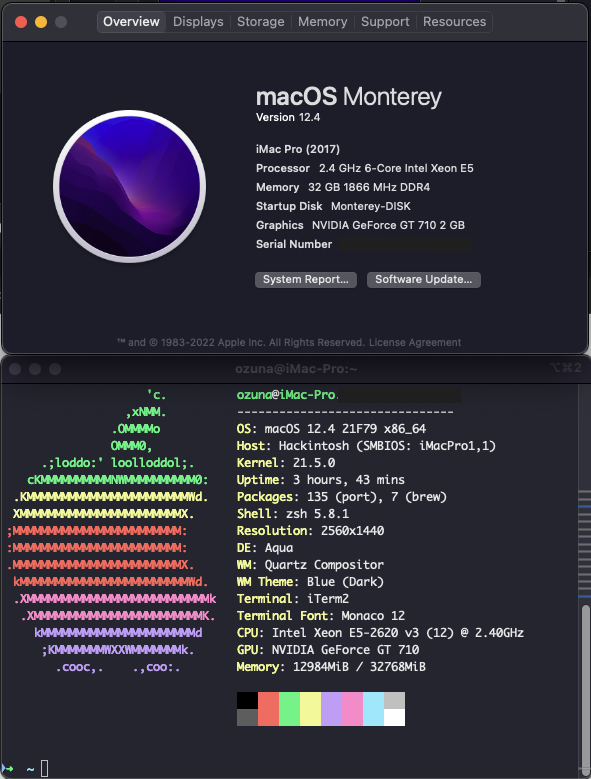 Overview Displays Storage Memory Support Resources
macOS Monterey
Version 12.4
iMac Pro (2017)
Processor 2.4 GHz 6-Core Intel Xeon E5
Memory 32 GB 1866 MHz DDR4
Startup Disk Monterey-DISK
Graphics NVIDIA GeForce GT 710 2 GB
Serial Number
System Report... Software Update...
™ and © 1983-2022 Apple Inc. All Rights Reserved. License Agreement
ozuna@iMac-Pro:~ ⌥⌘2
'c. ozuna@iMac-Pro.
,xNMM. -------------------------------
.OMMMMo OS: macOS 12.4 21F79 x86_64
OMMM0, Host: Hackintosh (SMBIOS: iMacPro1,1)
.;loddo:' loolloddol;. Kernel: 21.5.0
cKMMMMMMMMMMNWMMMMMMMMMM0: Uptime: 3 hours, 43 mins
.KMMMMMMMMMMMMMMMMMMMMMMMWd. Packages: 135 (port), 7 (brew)
XMMMMMMMMMMMMMMMMMMMMMMMX. Shell: zsh 5.8.1
;MMMMMMMMMMMMMMMMMMMMMMMM: Resolution: 2560x1440
:MMMMMMMMMMMMMMMMMMMMMMMM: DE: Aqua
.MMMMMMMMMMMMMMMMMMMMMMMMX. WM: Quartz Compositor
kMMMMMMMMMMMMMMMMMMMMMMMMWd. WM Theme: Blue (Dark)
.XMMMMMMMMMMMMMMMMMMMMMMMMMMk Terminal: iTerm2
.XMMMMMMMMMMMMMMMMMMMMMMMMK. Terminal Font: Monaco 12
kMMMMMMMMMMMMMMMMMMMMMMd CPU: Intel Xeon E5-2620 v3 (12) @ 2.40GHz
;KMMMMMMMWXXWMMMMMMMk. GPU: NVIDIA GeForce GT 710
.cooc,. .,coo:. Memory: 12984MiB / 32768MiB
➜ ~